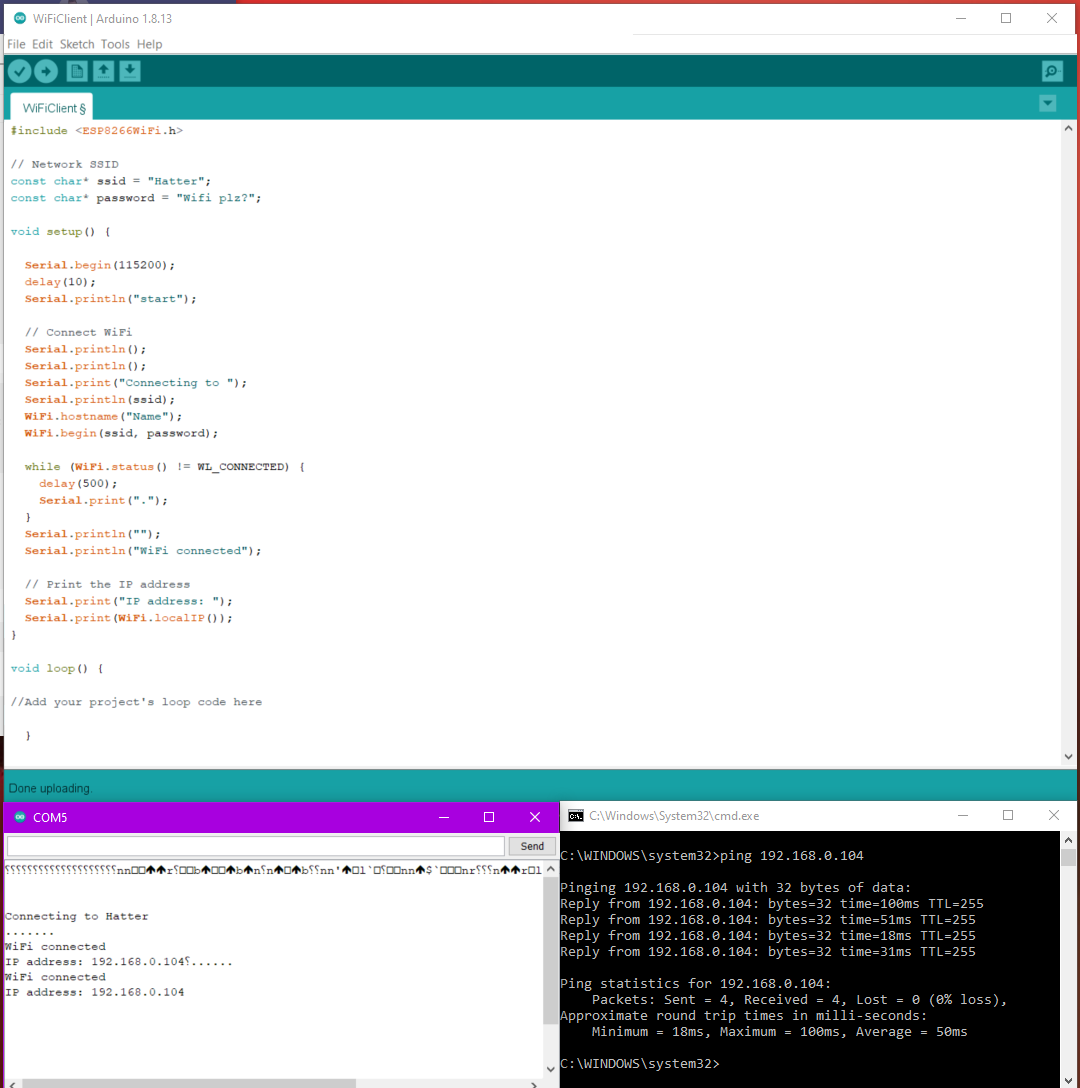 WiFiClient | Arduino 1.8.13
File Edit Sketch Tools Help
WiFiClient §
#include <ESP8266WiFi.h>
// Network SSID
const char* ssid = "Hatter";
const char* password = "Wifi plz?";
void setup() {
Serial.begin(115200);
delay(10);
Serial.println("start");
// Connect WiFi
Serial.println();
Serial.println();
Serial.print("Connecting to ");
Serial.println(ssid);
WiFi.hostname("Name");
WiFi.begin(ssid, password);
while (WiFi.status() != WL_CONNECTED) {
delay(500);
Serial.print(".");
}
Serial.println("");
Serial.println("WiFi connected");
// Print the IP address
Serial.print("IP address: ");
Serial.print(WiFi.localIP());
}
void loop() {
//Add your project's loop code here
}
Done uploading.
COM5
Send
Connecting to Hatter
.......
WiFi connected
IP address: 192.168.0.104⸮......
WiFi connected
IP address: 192.168.0.104
C:\Windows\System32\cmd.exe
C:\WINDOWS\system32>ping 192.168.0.104
Pinging 192.168.0.104 with 32 bytes of data:
Reply from 192.168.0.104: bytes=32 time=100ms TTL=255
Reply from 192.168.0.104: bytes=32 time=51ms TTL=255
Reply from 192.168.0.104: bytes=32 time=18ms TTL=255
Reply from 192.168.0.104: bytes=32 time=31ms TTL=255
Ping statistics for 192.168.0.104:
Packets: Sent = 4, Received = 4, Lost = 0 (0% loss),
Approximate round trip times in milli-seconds:
Minimum = 18ms, Maximum = 100ms, Average = 50ms
C:\WINDOWS\system32>